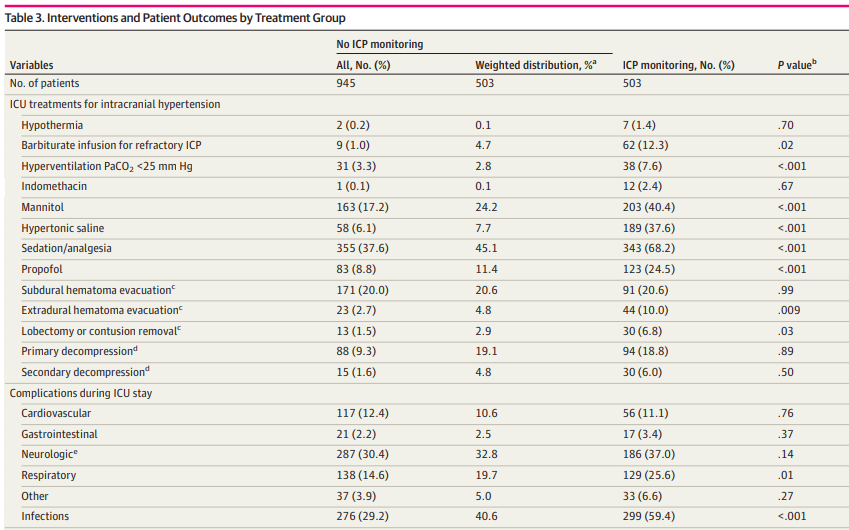 Table 3. Interventions and Patient Outcomes by Treatment Group
No ICP monitoring
Variables All, No. (%) Weighted distribution, %a ICP monitoring, No. (%) P valueb
No. of patients 945 503 503
ICU treatments for intracranial hypertension
Hypothermia 2 (0.2) 0.1 7 (1.4) .70
Barbiturate infusion for refractory ICP 9 (1.0) 4.7 62 (12.3) .02
Hyperventilation PaCO2 <25 mm Hg 31 (3.3) 2.8 38 (7.6) <.001
Indomethacin 1 (0.1) 0.1 12 (2.4) .67
Mannitol 163 (17.2) 24.2 203 (40.4) <.001
Hypertonic saline 58 (6.1) 7.7 189 (37.6) <.001
Sedation/analgesia 355 (37.6) 45.1 343 (68.2) <.001
Propofol 83 (8.8) 11.4 123 (24.5) <.001
Subdural hematoma evacuationc 171 (20.0) 20.6 91 (20.6) .99
Extradural hematoma evacuationc 23 (2.7) 4.8 44 (10.0) .009
Lobectomy or contusion removalc 13 (1.5) 2.9 30 (6.8) .03
Primary decompressiond 88 (9.3) 19.1 94 (18.8) .89
Secondary decompressiond 15 (1.6) 4.8 30 (6.0) .50
Complications during ICU stay
Cardiovascular 117 (12.4) 10.6 56 (11.1) .76
Gastrointestinal 21 (2.2) 2.5 17 (3.4) .37
Neurologice 287 (30.4) 32.8 186 (37.0) .14
Respiratory 138 (14.6) 19.7 129 (25.6) .01
Other 37 (3.9) 5.0 33 (6.6) .27
Infections 276 (29.2) 40.6 299 (59.4) <.001